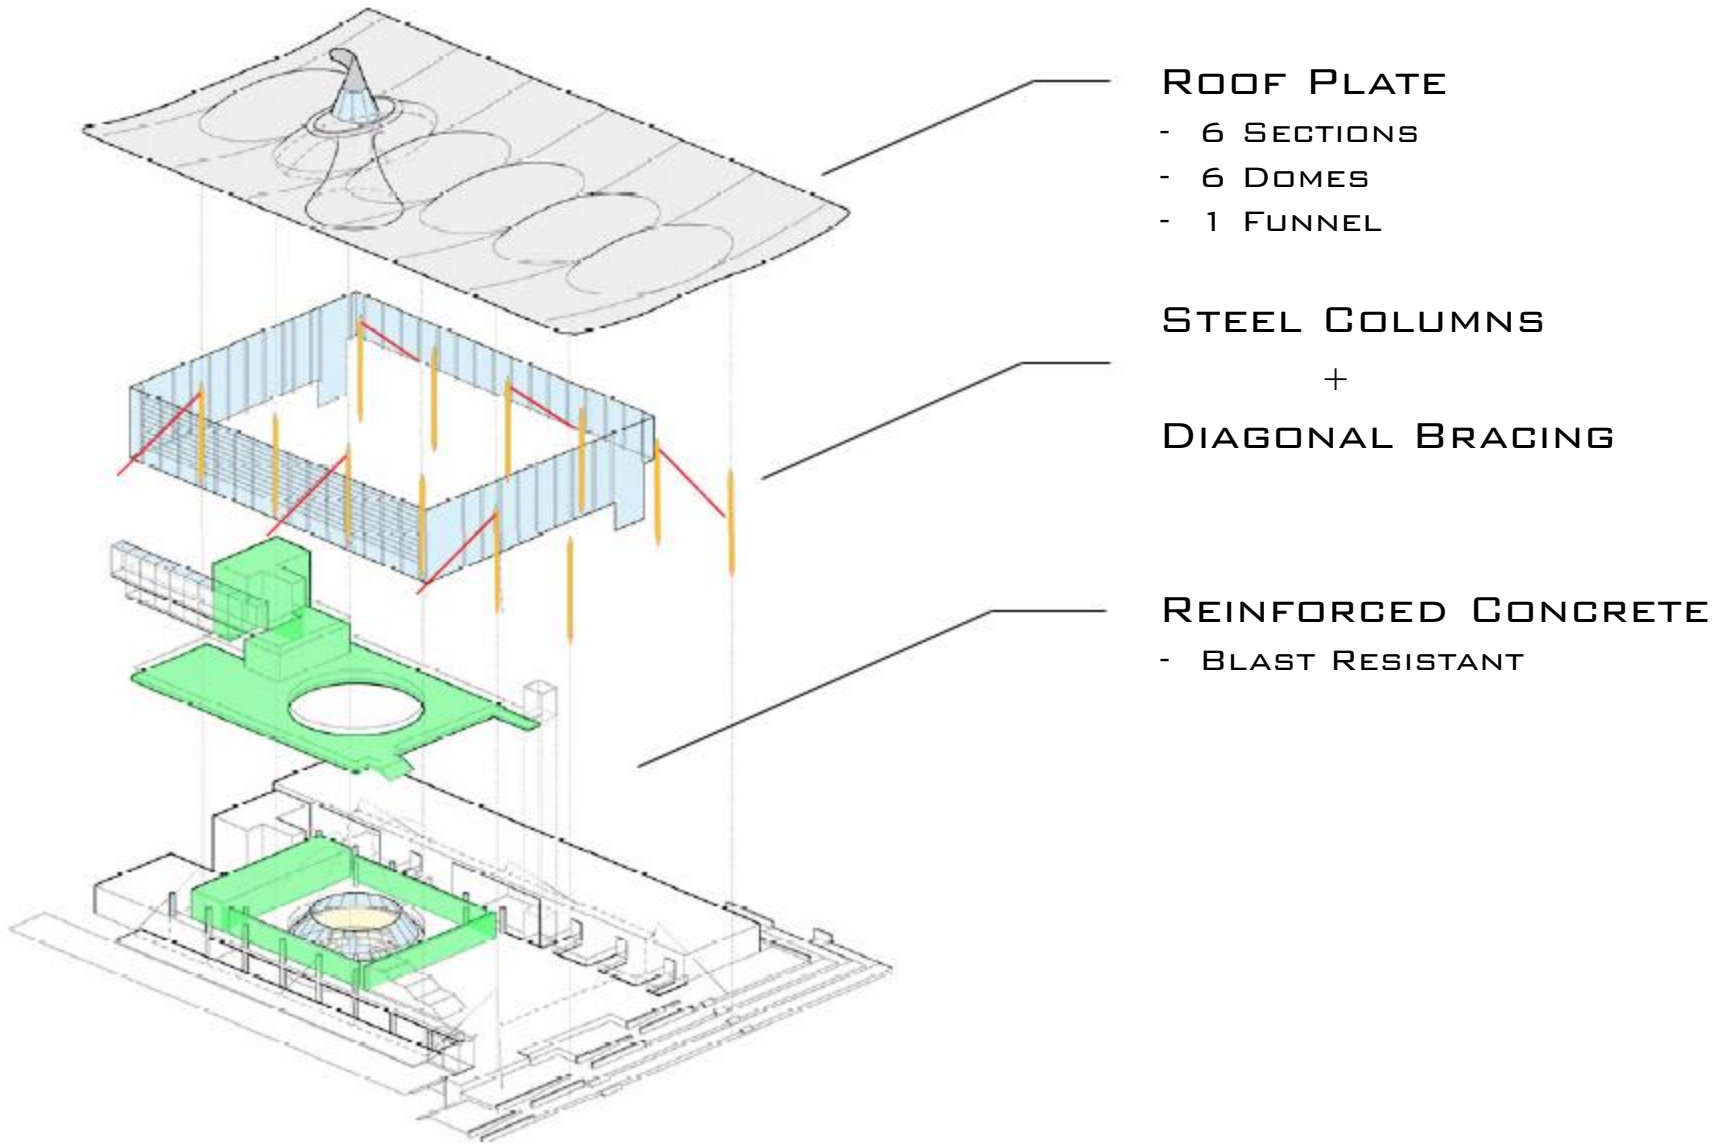 Roof Plate
- 6 Sections
- 6 Domes
- 1 Funnel
Steel Columns
+
Diagonal Bracing
Reinforced Concrete
- Blast Resistant